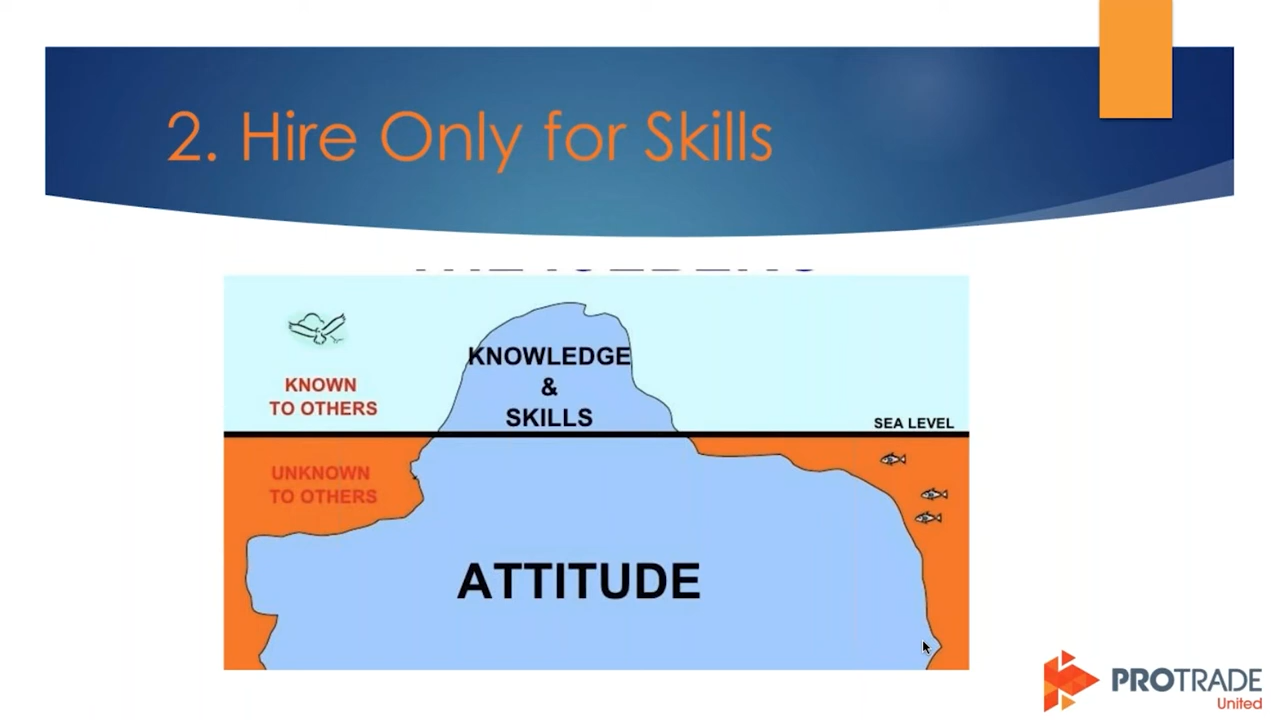 2. Hire Only for Skills
KNOWN
TO OTHERS
KNOWLEDGE
&
SKILLS
SEA LEVEL
UNKNOWN
TO OTHERS
ATTITUDE
PROTRADE
United